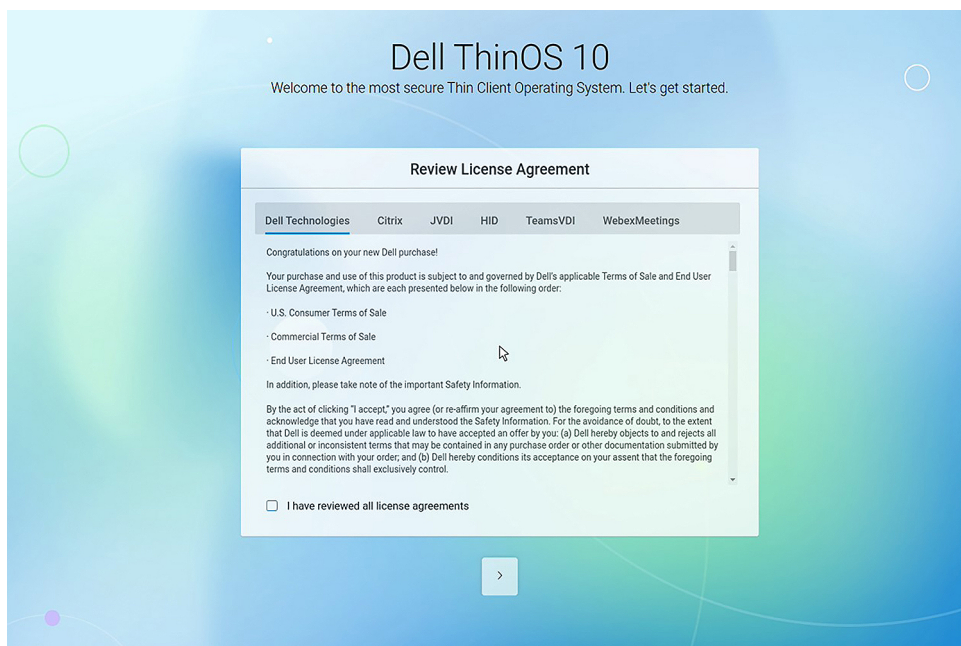 Dell ThinOS 10
Welcome to the most secure Thin Client Operating System. Let's get started.
Review License Agreement
Dell Technologies Citrix JVDI HID TeamsVDI WebexMeetings
Congratulations on your new Dell purchase!
Your purchase and use of this product is subject to and governed by Dell's applicable Terms of Sale and End User
License Agreement, which are each presented below in the following order:
· U.S. Consumer Terms of Sale
· Commercial Terms of Sale
· End User License Agreement
In addition, please take note of the important Safety Information.
By the act of clicking "I accept," you agree (or re-affirm your agreement to) the foregoing terms and conditions and
acknowledge that you have read and understood the Safety Information. For the avoidance of doubt, to the extent
that Dell is deemed under applicable law to have accepted an offer by you: (a) Dell hereby objects to and rejects all
additional or inconsistent terms that may be contained in any purchase order or other documentation submitted by
you in connection with your order; and (b) Dell hereby conditions its acceptance on your assent that the foregoing
terms and conditions shall exclusively control.
I have reviewed all license agreements